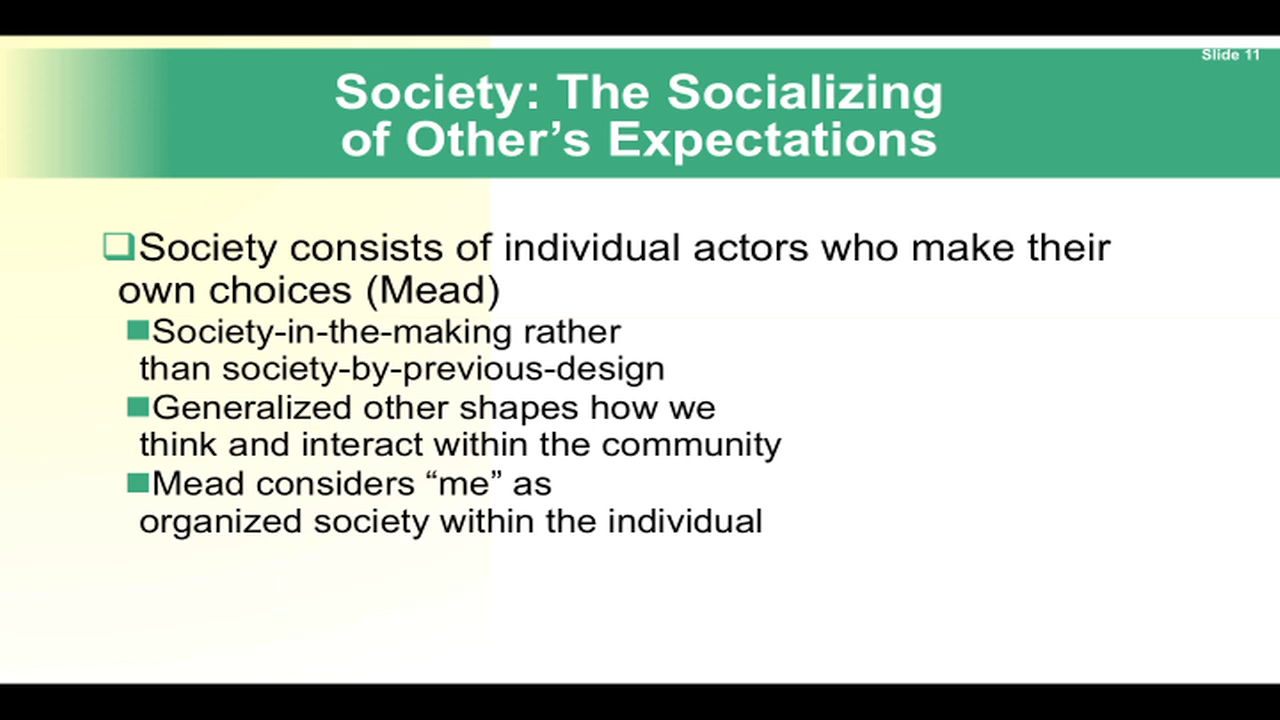 Slide 11
Society: The Socializing
of Other’s Expectations
Society consists of individual actors who make their
own choices (Mead)
Society-in-the-making rather
than society-by-previous-design
Generalized other shapes how we
think and interact within the community
Mead considers “me” as
organized society within the individual